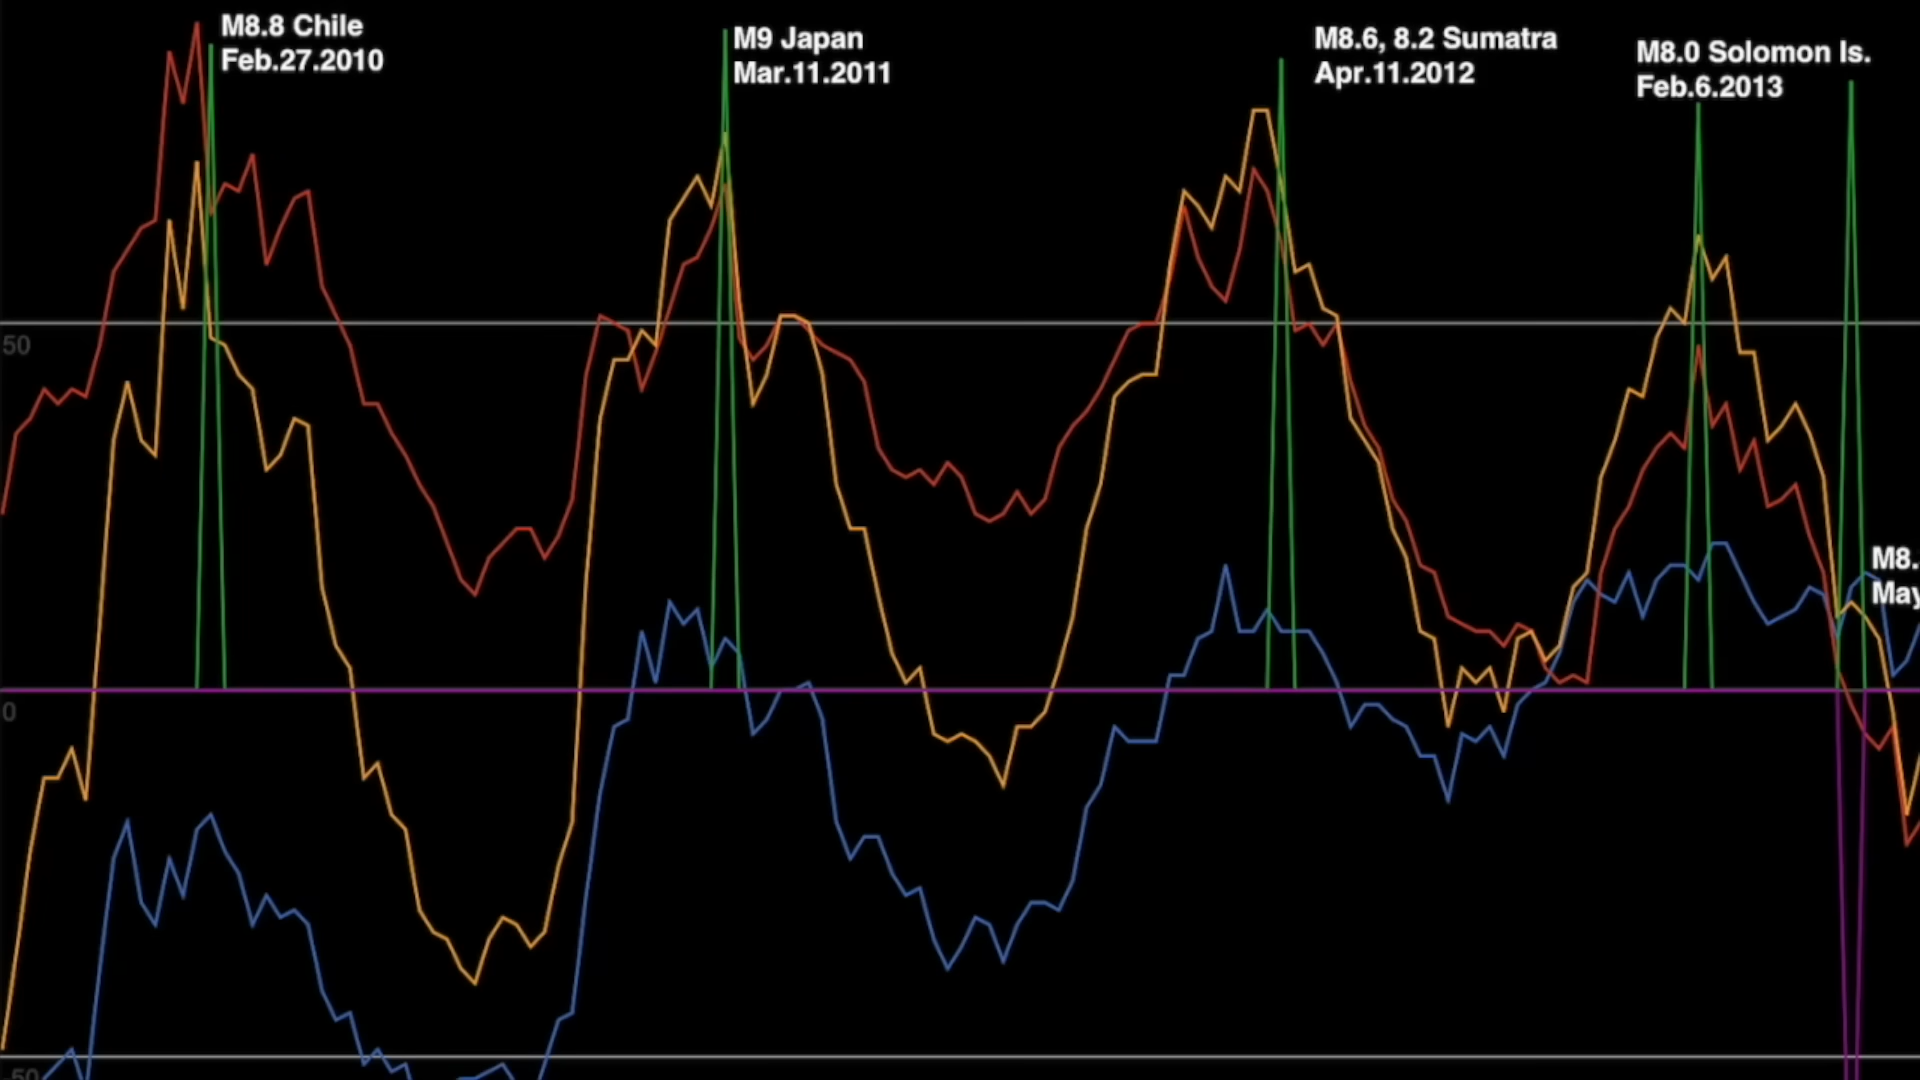 M8.8 Chile
Feb.27.2010
M9 Japan
Mar.11.2011
M8.6, 8.2 Sumatra
Apr.11.2012
M8.0 Solomon Is.
Feb.6.2013
50
M8.
May
0
-50